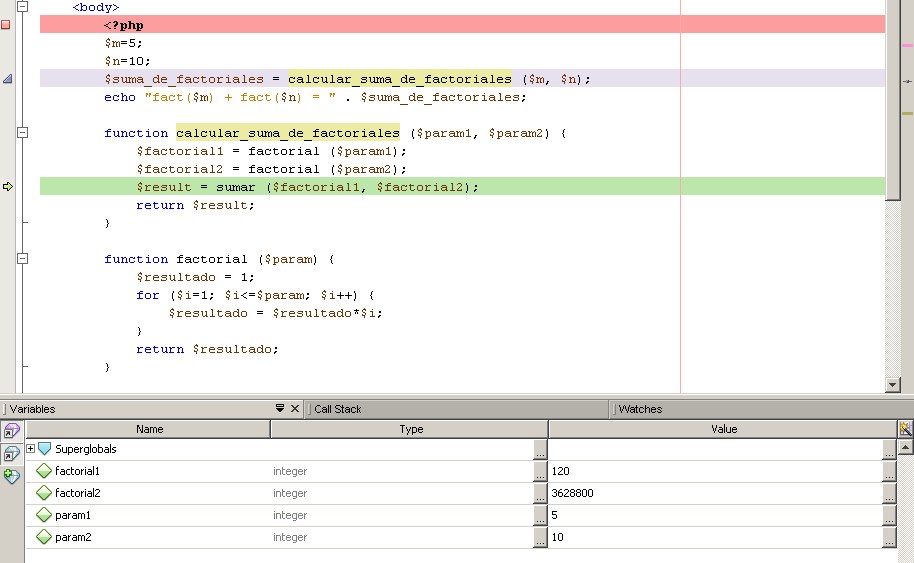 <body>
<?php
$m=5;
$n=10;
$suma_de_factoriales = calcular_suma_de_factoriales ($m, $n);
echo "fact($m) + fact($n) = " . $suma_de_factoriales;
function calcular_suma_de_factoriales ($param1, $param2) {
$factorial1 = factorial ($param1);
$factorial2 = factorial ($param2);
$result = sumar ($factorial1, $factorial2);
return $result;
}
function factorial ($param) {
$resultado = 1;
for ($i=1; $i<=$param; $i++) {
$resultado = $resultado*$i;
}
return $resultado;
}
Variables Call Stack Watches
Name Type Value
Superglobals ... ...
factorial1 integer ... 120 ...
factorial2 integer ... 3628800 ...
param1 integer ... 5 ...
param2 integer ... 10 ...